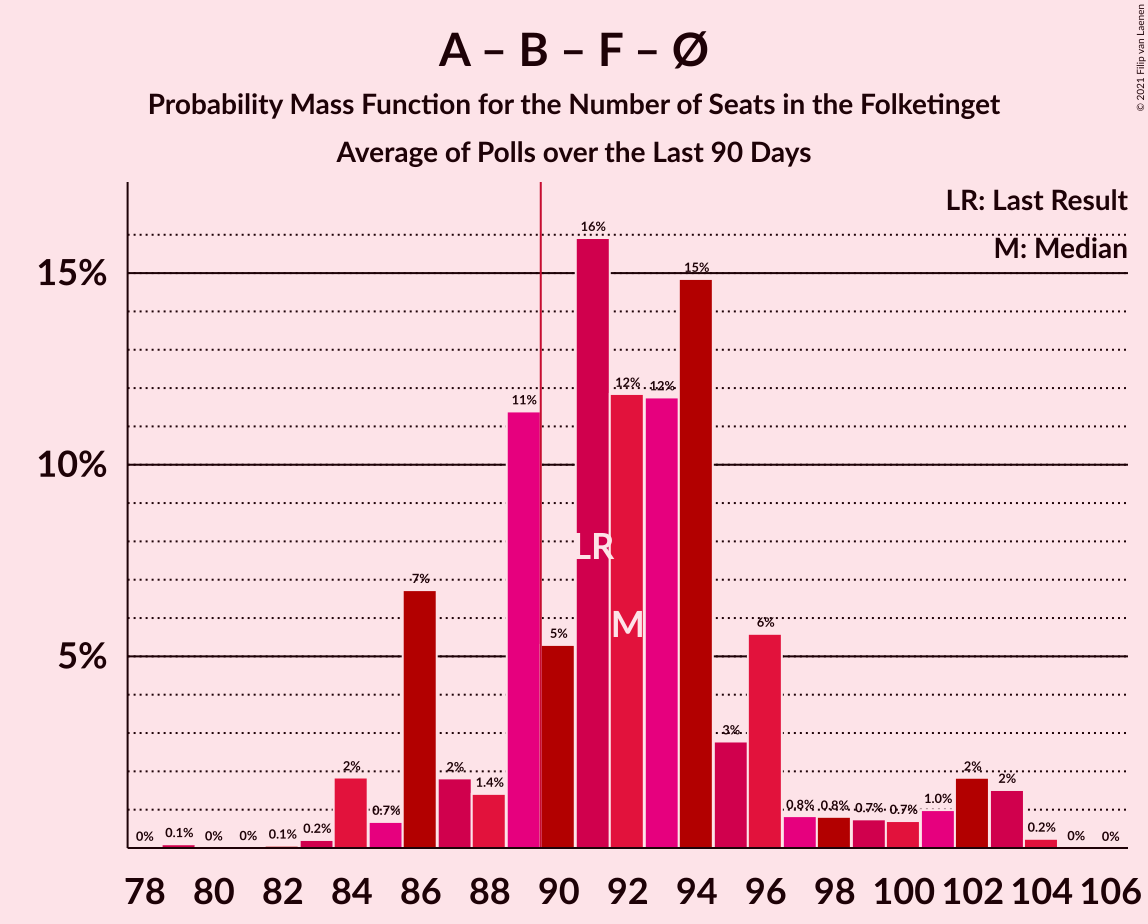 A – B – F – Ø
Probability Mass Function for the Number of Seats in the Folketinget
Average of Polls over the Last 90 Days
© 2021 Filip van Laenen
LR: Last Result
M: Median
15%
10%
5%
0% 0.1% 0% 0% 0.1% 0.2% 2% 0.7% 7% 2% 1.4% 11% 5% 16% 12% 12% 15% 3% 6% 0.8% 0.8% 0.7% 0.7% 1.0% 2% 2% 0.2% 0% 0%
LR
M
78 80 82 84 86 88 90 92 94 96 98 100 102 104 106